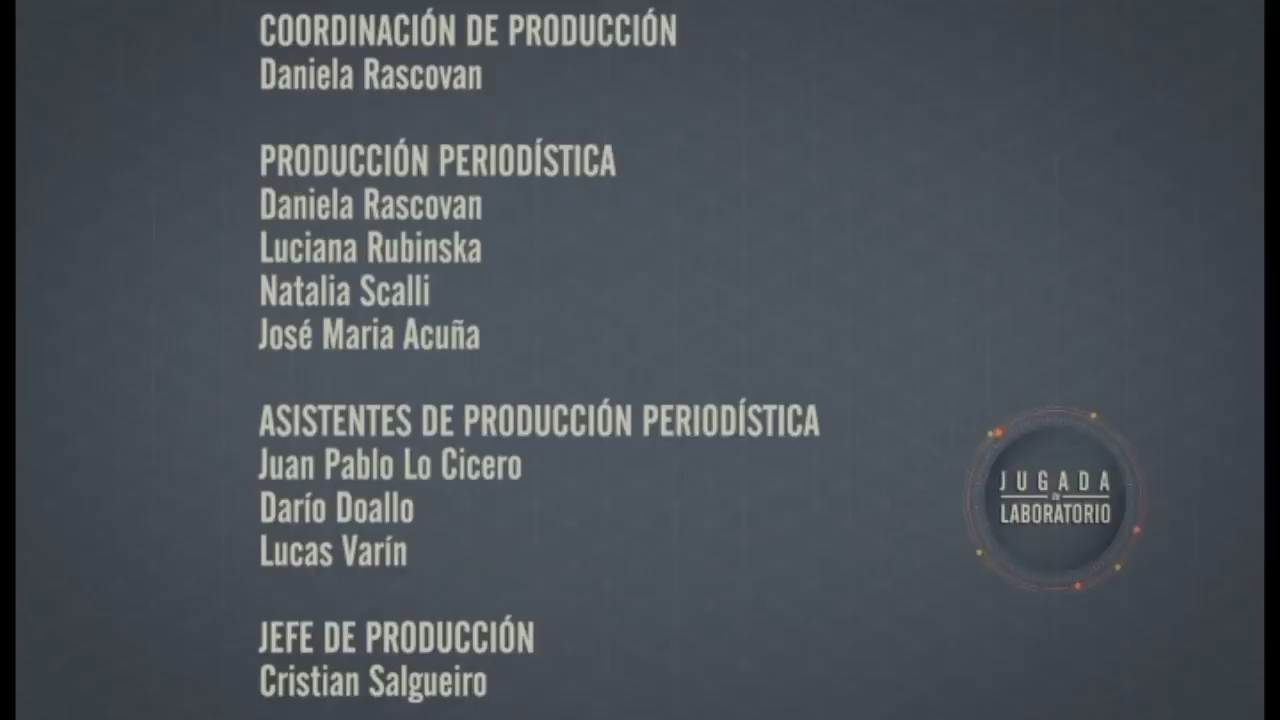 COORDINACIÓN DE PRODUCCIÓN
Daniela Rascovan
PRODUCCIÓN PERIODÍSTICA
Daniela Rascovan
Luciana Rubinska
Natalia Scalli
José Maria Acuña
ASISTENTES DE PRODUCCIÓN PERIODÍSTICA
Juan Pablo Lo Cicero
Darío Doallo
Lucas Varín
JEFE DE PRODUCCIÓN
Cristian Salgueiro
JUGADA
de
LABORATORIO